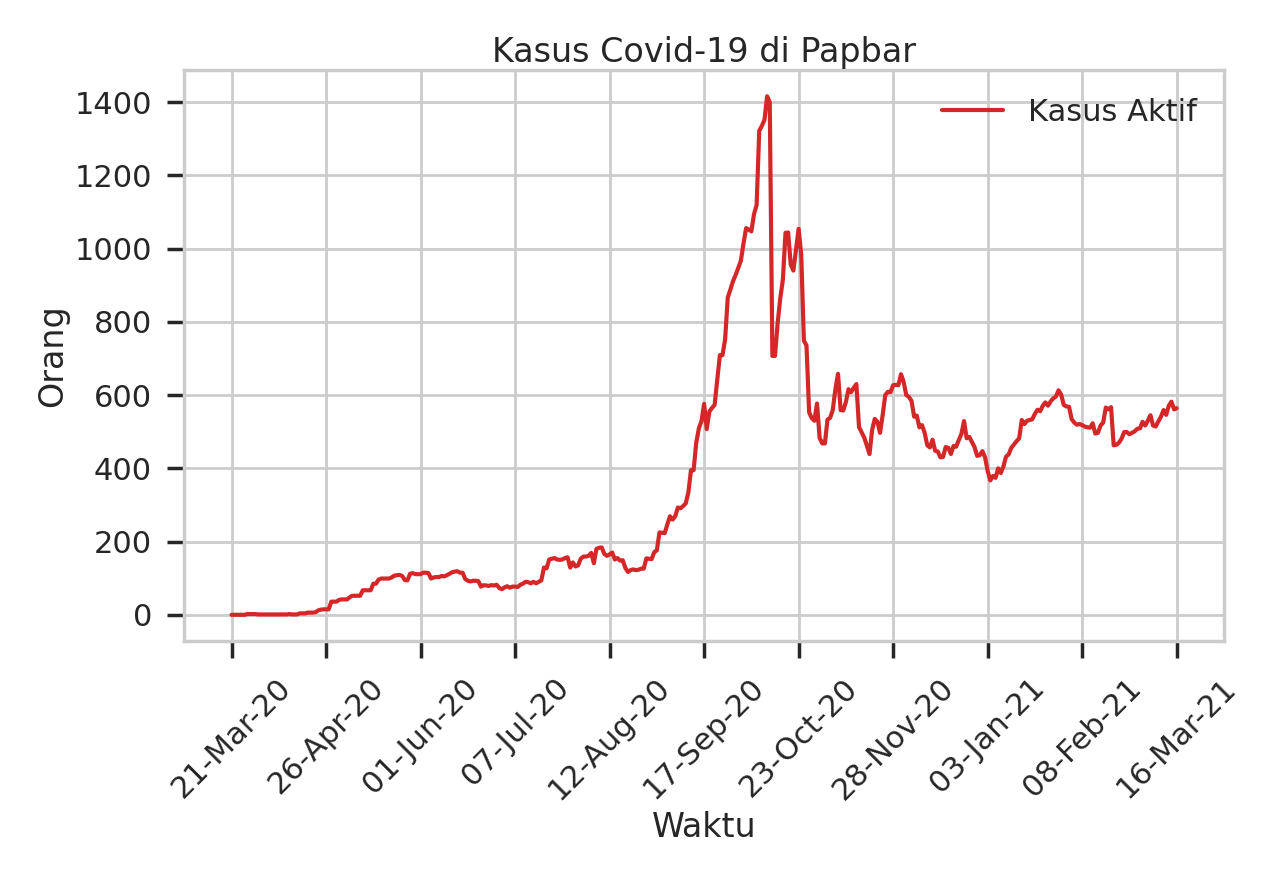 Kasus Covid-19 di Papbar
Kasus Aktif
Orang
1400
1200
1000
800
600
400
200
0
21-Mar-20
26-Apr-20
01-Jun-20
07-Jul-20
12-Aug-20
17-Sep-20
23-Oct-20
28-Nov-20
03-Jan-21
08-Feb-21
16-Mar-21
Waktu